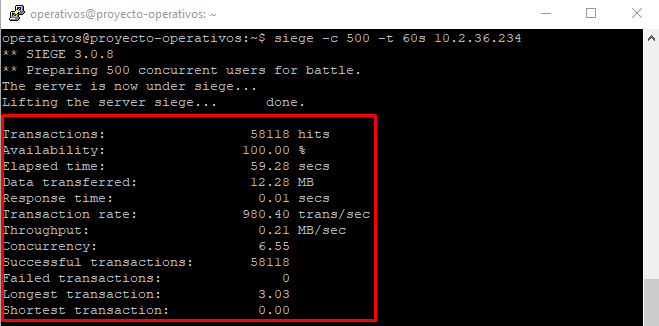 operativos@proyecto-operativos: ~
operativos@proyecto-operativos:~$ siege -c 500 -t 60s 10.2.36.234
** SIEGE 3.0.8
** Preparing 500 concurrent users for battle.
The server is now under siege...
Lifting the server siege...      done.
Transactions:                  58118 hits
Availability:                 100.00 %
Elapsed time:                  59.28 secs
Data transferred:              12.28 MB
Response time:                  0.01 secs
Transaction rate:             980.40 trans/sec
Throughput:                     0.21 MB/sec
Concurrency:                    6.55
Successful transactions:       58118
Failed transactions:               0
Longest transaction:            3.03
Shortest transaction:           0.00